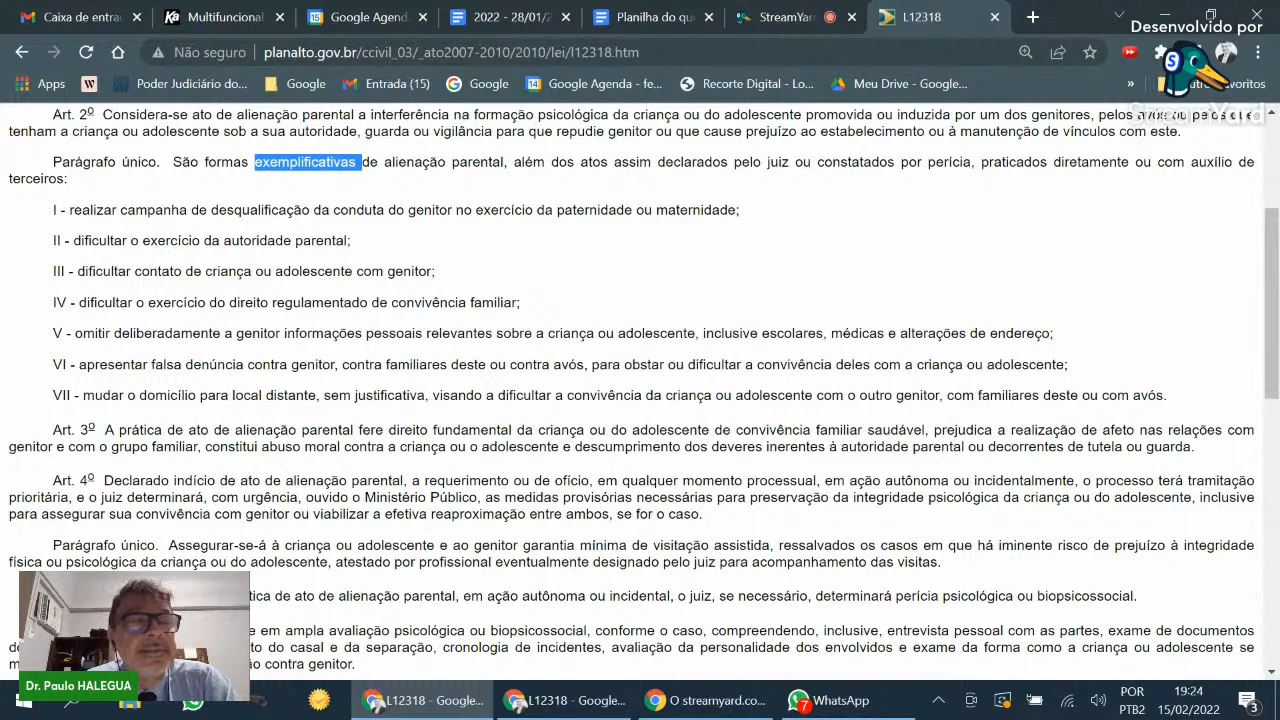 Caixa de entrad
Multifuncional
Google Agenda
2022 - 28/01/2
Planilha do qu
StreamYard
L12318
Desenvolvido por
Não seguro
planalto.gov.br/ccivil_03/_ato2007-2010/2010/lei/l12318.htm
Apps
Poder Judiciário do...
Google
Entrada (15)
Google
Google Agenda - fe...
Recorte Digital - Lo...
Meu Drive - Google...
»
StreamYard
Art. 2º Considera-se ato de alienação parental a interferência na formação psicológica da criança ou do adolescente promovida ou induzida por um dos genitores, pelos avós ou pelos que
tenham a criança ou adolescente sob a sua autoridade, guarda ou vigilância para que repudie genitor ou que cause prejuízo ao estabelecimento ou à manutenção de vínculos com este.
Parágrafo único. São formas exemplificativas de alienação parental, além dos atos assim declarados pelo juiz ou constatados por perícia, praticados diretamente ou com auxílio de
terceiros:
I - realizar campanha de desqualificação da conduta do genitor no exercício da paternidade ou maternidade;
II - dificultar o exercício da autoridade parental;
III - dificultar contato de criança ou adolescente com genitor;
IV - dificultar o exercício do direito regulamentado de convivência familiar;
V - omitir deliberadamente a genitor informações pessoais relevantes sobre a criança ou adolescente, inclusive escolares, médicas e alterações de endereço;
VI - apresentar falsa denúncia contra genitor, contra familiares deste ou contra avós, para obstar ou dificultar a convivência deles com a criança ou adolescente;
VII - mudar o domicílio para local distante, sem justificativa, visando a dificultar a convivência da criança ou adolescente com o outro genitor, com familiares deste ou com avós.
Art. 3º A prática de ato de alienação parental fere direito fundamental da criança ou do adolescente de convivência familiar saudável, prejudica a realização de afeto nas relações com
genitor e com o grupo familiar, constitui abuso moral contra a criança ou o adolescente e descumprimento dos deveres inerentes à autoridade parental ou decorrentes de tutela ou guarda.
Art. 4º Declarado indício de ato de alienação parental, a requerimento ou de ofício, em qualquer momento processual, em ação autônoma ou incidentalmente, o processo terá tramitação
prioritária, e o juiz determinará, com urgência, ouvido o Ministério Público, as medidas provisórias necessárias para preservação da integridade psicológica da criança ou do adolescente, inclusive
para assegurar sua convivência com genitor ou viabilizar a efetiva reaproximação entre ambos, se for o caso.
Parágrafo único. Assegurar-se-á à criança ou adolescente e ao genitor garantia mínima de visitação assistida, ressalvados os casos em que há iminente risco de prejuízo à integridade
física ou psicológica da criança ou do adolescente, atestado por profissional eventualmente designado pelo juiz para acompanhamento das visitas.
de ato de alienação parental, em ação autônoma ou incidental, o juiz, se necessário, determinará perícia psicológica ou biopsicossocial.
em ampla avaliação psicológica ou biopsicossocial, conforme o caso, compreendendo, inclusive, entrevista pessoal com as partes, exame de documentos
do casal e da separação, cronologia de incidentes, avaliação da personalidade dos envolvidos e exame da forma como a criança ou adolescente se
contra genitor.
Dr. Paulo HALEGUA
L12318 - Google...
L12318 - Google...
O streamyard.co...
7
WhatsApp
POR
PTB2
19:24
15/02/2022
3